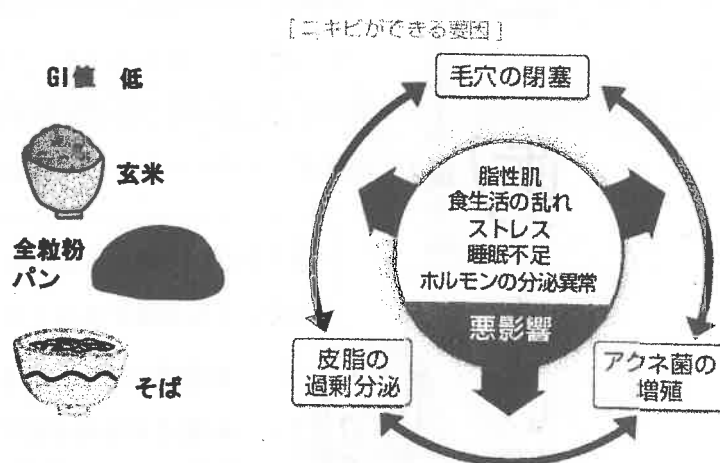 [ニキビができる要因]
GI値 低
玄米
全粒粉
パン
そば
毛穴の閉塞
脂性肌
食生活の乱れ
ストレス
睡眠不足
ホルモンの分泌異常
悪影響
皮脂の
過剰分泌
アクネ菌の
増殖